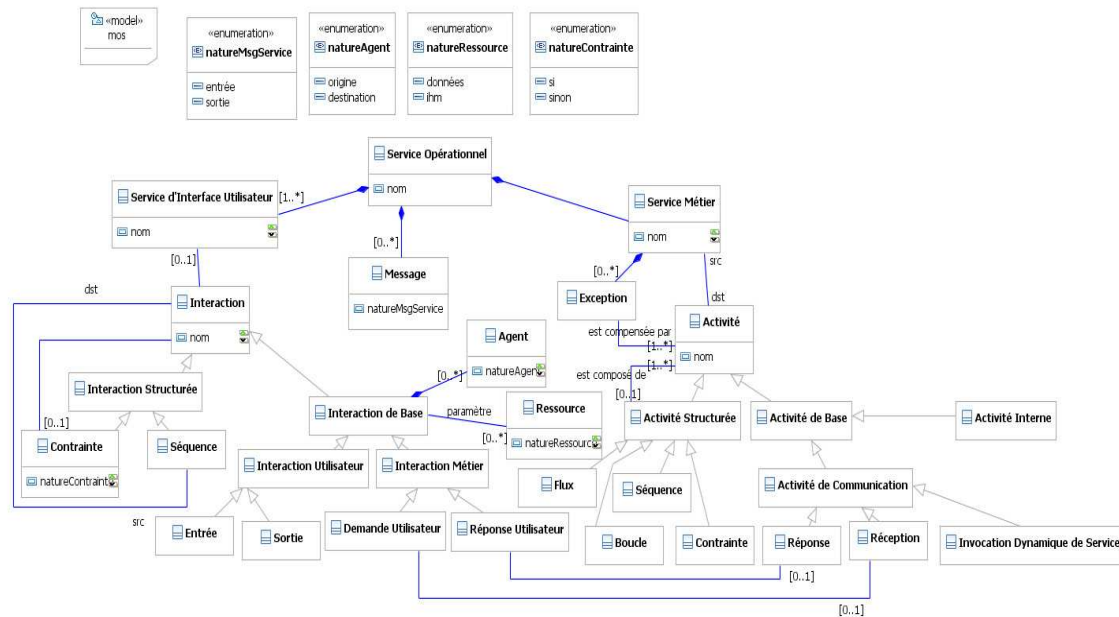 «model»
mos
«enumeration»
natureMsgService
entrée
sortie
«enumeration»
natureAgent
origine
destination
«enumeration»
natureRessource
données
ihm
«enumeration»
natureContrainte
si
sinon
Service Opérationnel
nom
Service d'Interface Utilisateur
nom
[1..*]
Service Métier
nom
[0..*]
[0..*]
src
[0..1]
Message
natureMsgService
Exception
dst
dst
Interaction
nom
Activité
nom
est compensée par
[1..*]
[1..*]
Agent
natureAgen
[0..*]
est composé de
[0..1]
Interaction Structurée
Interaction de Base
paramètre
[0..*]
Ressource
natureRessourc
Activité Structurée
Activité de Base
Activité Interne
[0..1]
Contrainte
natureContraint
Séquence
Interaction Utilisateur
Interaction Métier
Flux
Séquence
Activité de Communication
src
Entrée
Sortie
Demande Utilisateur
Réponse Utilisateur
Boucle
Contrainte
Réponse
Réception
Invocation Dynamique de Service
[0..1]
[0..1]